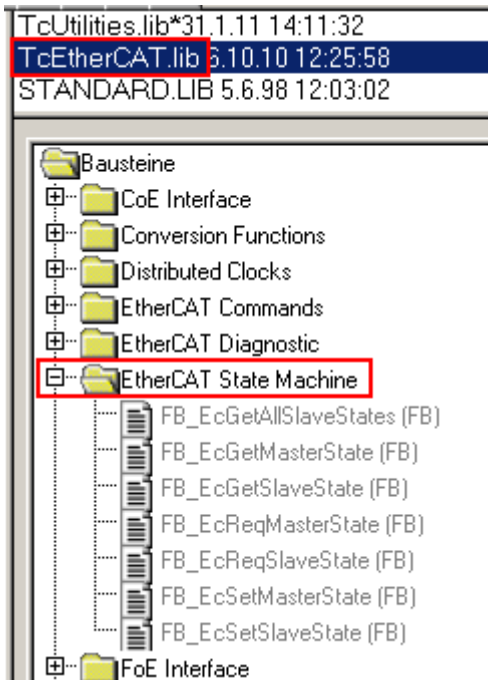 TcUtilities.lib*31.1.11 14:11:32
TcEtherCAT.lib 6.10.10 12:25:58
STANDARD.LIB 5.6.98 12:03:02
Bausteine
CoE Interface
Conversion Functions
Distributed Clocks
EtherCAT Commands
EtherCAT Diagnostic
EtherCAT State Machine
FB_EcGetAllSlaveStates (FB)
FB_EcGetMasterState (FB)
FB_EcGetSlaveState (FB)
FB_EcReqMasterState (FB)
FB_EcReqSlaveState (FB)
FB_EcSetMasterState (FB)
FB_EcSetSlaveState (FB)
FoE Interface